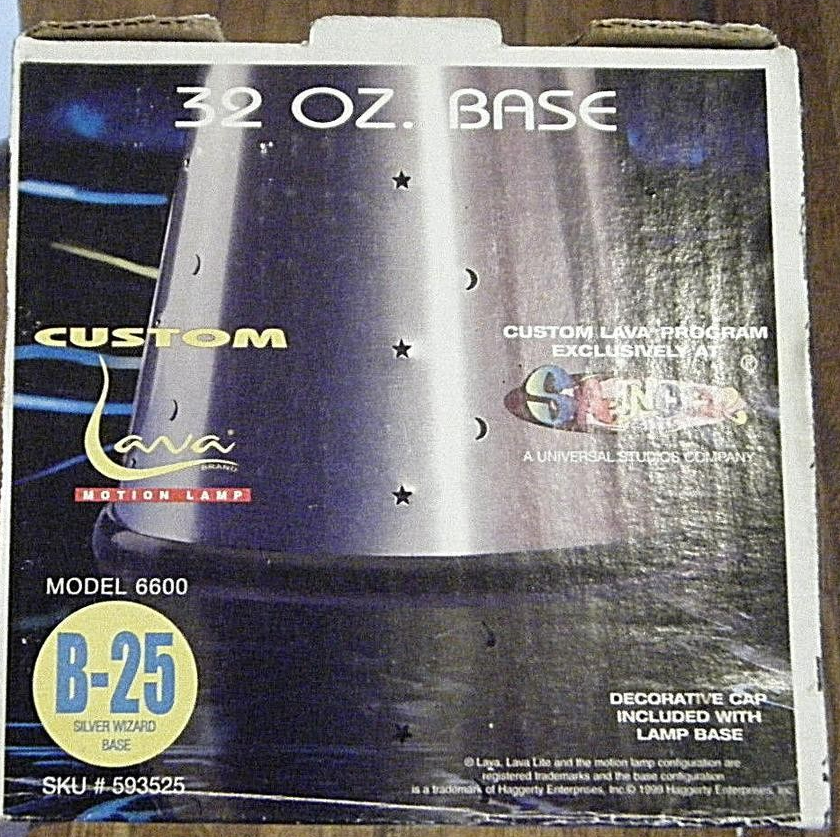 32 OZ. BASE
CUSTOM
Lava®
BRAND
MOTION LAMP
CUSTOM LAVA® PROGRAM
EXCLUSIVELY AT
SPENCER ®
A UNIVERSAL STUDIOS COMPANY
MODEL 6600
B-25
SILVER WIZARD
BASE
SKU # 593525
DECORATIVE CAP
INCLUDED WITH
LAMP BASE
® Lava, Lava Lite and the motion lamp configuration are
registered trademarks and the base configuration
is a trademark of Haggerty Enterprises, Inc.© 1999 Haggerty Enterprises, Inc.